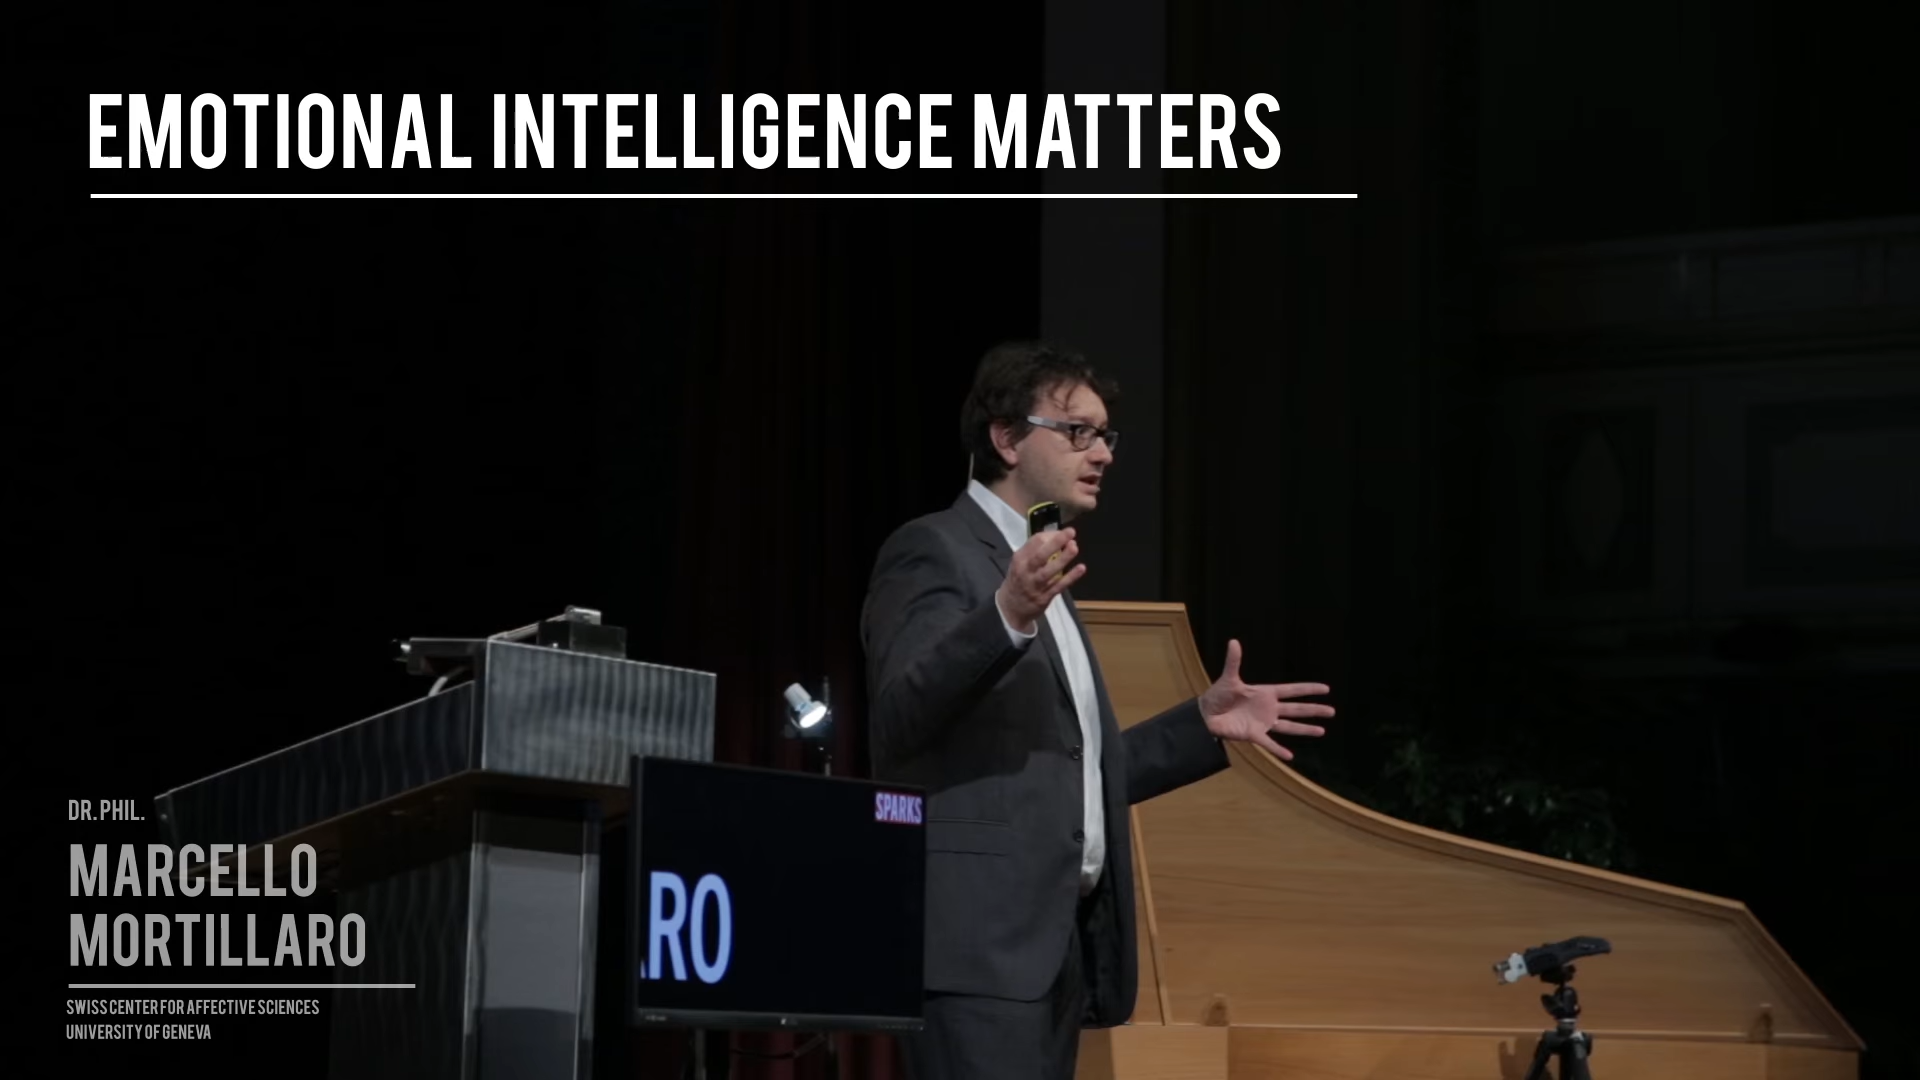 EMOTIONAL INTELLIGENCE MATTERS
SPARKS
RO
DR. PHIL.
MARCELLO
MORTILLARO
SWISS CENTER FOR AFFECTIVE SCIENCES
UNIVERSITY OF GENEVA